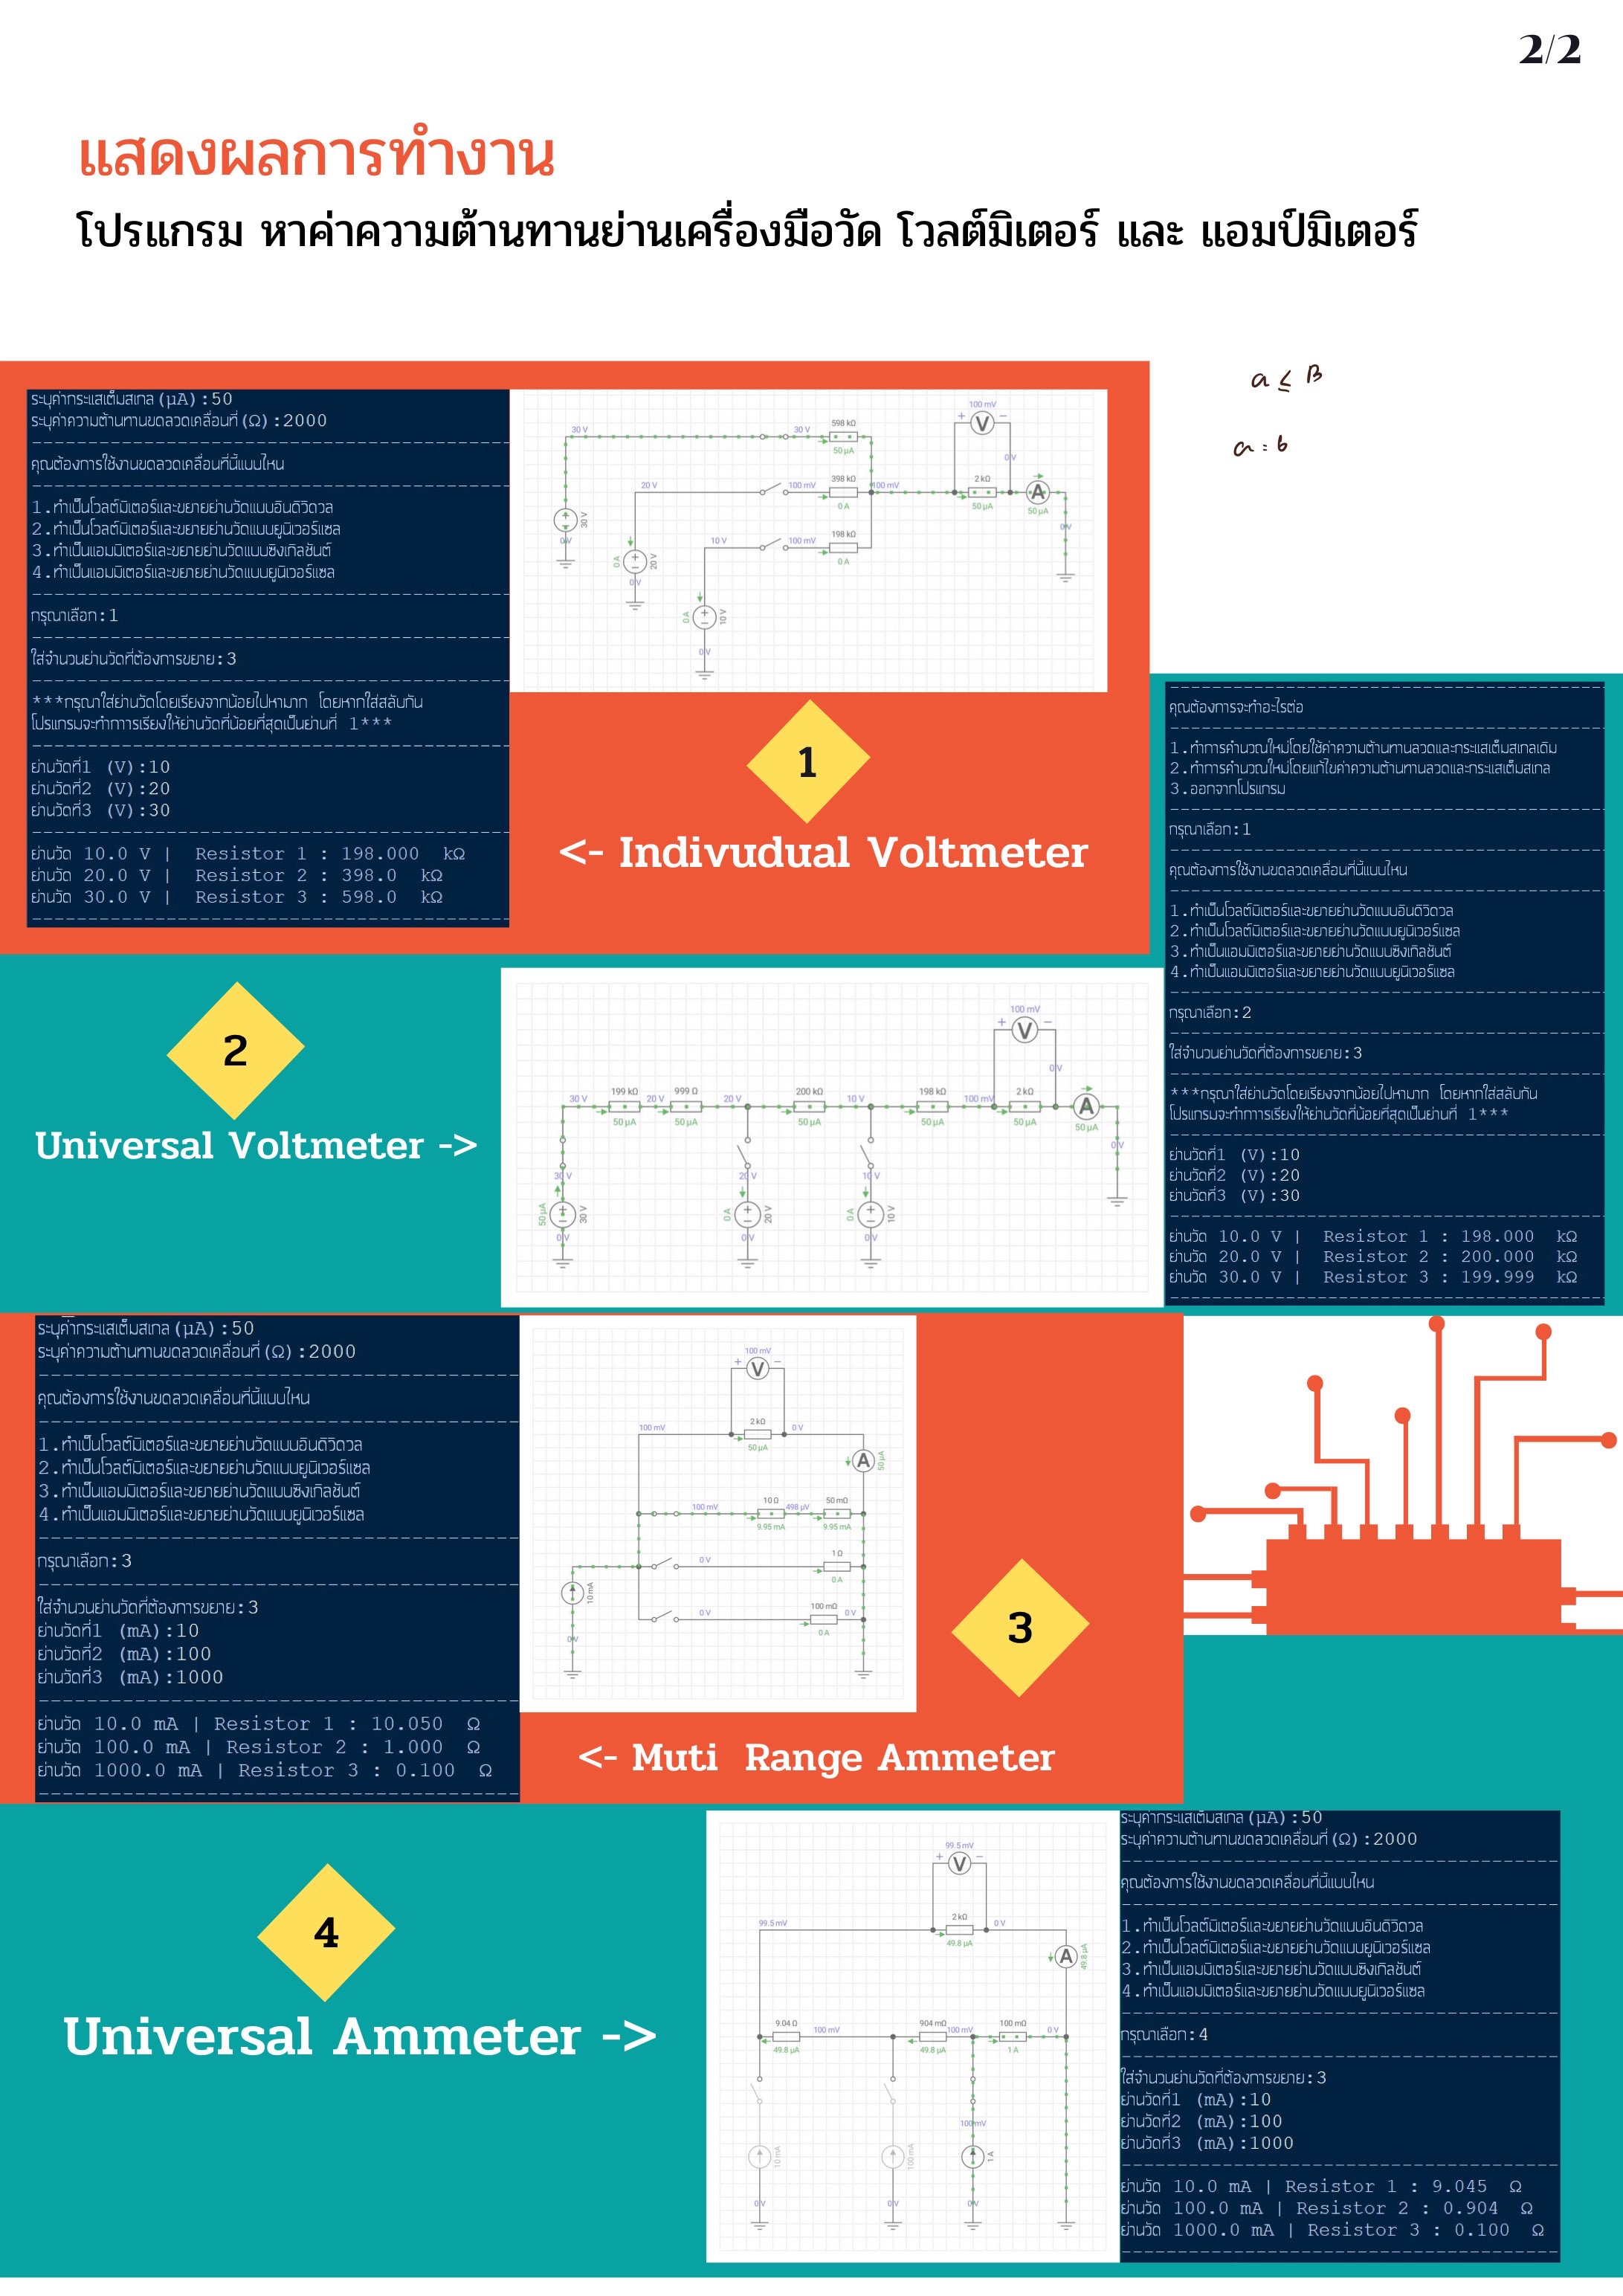 2/2
แสดงผลการทำงาน
โปรแกรม หาค่าความต้านทานย่านเครื่องมือวัด โวลต์มิเตอร์ และ แอมป์มิเตอร์
a ≤ B
a = b
ระบุค่ากระแสเต็มสเกล(µA):50
ระบุค่าความต้านทานขดลวดเคลื่อนที่(Ω):2000
คุณต้องการใช้งานขดลวดเคลื่อนที่นี้แบบไหน
1.ทำเป็นโวลต์มิเตอร์และขยายย่านวัดแบบอินดิวิดวล
2.ทำเป็นโวลต์มิเตอร์และขยายย่านวัดแบบยูนิเวอร์แซล
3.ทำเป็นแอมมิเตอร์และขยายย่านวัดแบบซิงเกิลชันต์
4.ทำเป็นแอมมิเตอร์และขยายย่านวัดแบบยูนิเวอร์แซล
กรุณาเลือก:1
ใส่จำนวนย่านวัดที่ต้องการขยาย:3
***กรุณาใส่ย่านวัดโดยเรียงจากน้อยไปหามาก โดยหากใส่สลับกัน
โปรแกรมจะทำการเรียงให้ย่านวัดที่น้อยที่สุดเป็นย่านที่ 1***
ย่านวัดที่1 (V):10
ย่านวัดที่2 (V):20
ย่านวัดที่3 (V):30
ย่านวัด 10.0 V | Resistor 1 : 198.000 kΩ
ย่านวัด 20.0 V | Resistor 2 : 398.0 kΩ
ย่านวัด 30.0 V | Resistor 3 : 598.0 kΩ
100 mV
+ V −
30 V 30 V 598 kΩ
50 µA
0 V
20 V 100 mV 398 kΩ 100 mV 2 kΩ A
0 A 50 µA 50 µA
30 V
0 V 0 V
10 V 100 mV 198 kΩ
0 A
0 A 20 V
0 V
0 A 10 V
0 V
1
<- Indivudual Voltmeter
คุณต้องการจะทำอะไรต่อ
1.ทำการคำนวณใหม่โดยใช้ค่าความต้านทานลวดและกระแสเต็มสเกลเดิม
2.ทำการคำนวณใหม่โดยแก้ไขค่าความต้านทานลวดและกระแสเต็มสเกล
3.ออกจากโปรแกรม
กรุณาเลือก:1
คุณต้องการใช้งานขดลวดเคลื่อนที่นี้แบบไหน
1.ทำเป็นโวลต์มิเตอร์และขยายย่านวัดแบบอินดิวิดวล
2.ทำเป็นโวลต์มิเตอร์และขยายย่านวัดแบบยูนิเวอร์แซล
3.ทำเป็นแอมมิเตอร์และขยายย่านวัดแบบซิงเกิลชันต์
4.ทำเป็นแอมมิเตอร์และขยายย่านวัดแบบยูนิเวอร์แซล
กรุณาเลือก:2
ใส่จำนวนย่านวัดที่ต้องการขยาย:3
***กรุณาใส่ย่านวัดโดยเรียงจากน้อยไปหามาก โดยหากใส่สลับกัน
โปรแกรมจะทำการเรียงให้ย่านวัดที่น้อยที่สุดเป็นย่านที่ 1***
ย่านวัดที่1 (V):10
ย่านวัดที่2 (V):20
ย่านวัดที่3 (V):30
ย่านวัด 10.0 V | Resistor 1 : 198.000 kΩ
ย่านวัด 20.0 V | Resistor 2 : 200.000 kΩ
ย่านวัด 30.0 V | Resistor 3 : 199.999 kΩ
2
Universal Voltmeter ->
100 mV
+ V −
0 V
30 V 199 kΩ 20 V 999 Ω 20 V 200 kΩ 10 V 198 kΩ 100 mV 2 kΩ A
50 µA 50 µA 50 µA 50 µA 50 µA 50 µA
0 V
30 V 20 V 10 V
50 µA 30 V 0 A 20 V 0 A 10 V
0 V 0 V 0 V
ระบุค่ากระแสเต็มสเกล(µA):50
ระบุค่าความต้านทานขดลวดเคลื่อนที่(Ω):2000
คุณต้องการใช้งานขดลวดเคลื่อนที่นี้แบบไหน
1.ทำเป็นโวลต์มิเตอร์และขยายย่านวัดแบบอินดิวิดวล
2.ทำเป็นโวลต์มิเตอร์และขยายย่านวัดแบบยูนิเวอร์แซล
3.ทำเป็นแอมมิเตอร์และขยายย่านวัดแบบซิงเกิลชันต์
4.ทำเป็นแอมมิเตอร์และขยายย่านวัดแบบยูนิเวอร์แซล
กรุณาเลือก:3
ใส่จำนวนย่านวัดที่ต้องการขยาย:3
ย่านวัดที่1 (mA):10
ย่านวัดที่2 (mA):100
ย่านวัดที่3 (mA):1000
ย่านวัด 10.0 mA | Resistor 1 : 10.050 Ω
ย่านวัด 100.0 mA | Resistor 2 : 1.000 Ω
ย่านวัด 1000.0 mA | Resistor 3 : 0.100 Ω
100 mV
+ V −
100 mV 2 kΩ 0 V
50 µA
A 50 µA
100 mV 10 Ω 498 µV 50 mΩ
9.95 mA 9.95 mA
0 V 1 Ω
0 A
10 mA
0 V 100 mΩ 0 V
0 A
0 V
3
<- Muti Range Ammeter
4
Universal Ammeter ->
99.5 mV
+ V −
99.5 mV 2 kΩ 0 V
49.8 µA
A 49.8 µA
9.04 Ω 100 mV 904 mΩ 100 mV 100 mΩ 0 V
49.8 µA 49.8 µA 1 A
100 mV
10 mA 100 mA 1 A
0 V 0 V 0 V
ระบุค่ากระแสเต็มสเกล(µA):50
ระบุค่าความต้านทานขดลวดเคลื่อนที่(Ω):2000
คุณต้องการใช้งานขดลวดเคลื่อนที่นี้แบบไหน
1.ทำเป็นโวลต์มิเตอร์และขยายย่านวัดแบบอินดิวิดวล
2.ทำเป็นโวลต์มิเตอร์และขยายย่านวัดแบบยูนิเวอร์แซล
3.ทำเป็นแอมมิเตอร์และขยายย่านวัดแบบซิงเกิลชันต์
4.ทำเป็นแอมมิเตอร์และขยายย่านวัดแบบยูนิเวอร์แซล
กรุณาเลือก:4
ใส่จำนวนย่านวัดที่ต้องการขยาย:3
ย่านวัดที่1 (mA):10
ย่านวัดที่2 (mA):100
ย่านวัดที่3 (mA):1000
ย่านวัด 10.0 mA | Resistor 1 : 9.045 Ω
ย่านวัด 100.0 mA | Resistor 2 : 0.904 Ω
ย่านวัด 1000.0 mA | Resistor 3 : 0.100 Ω